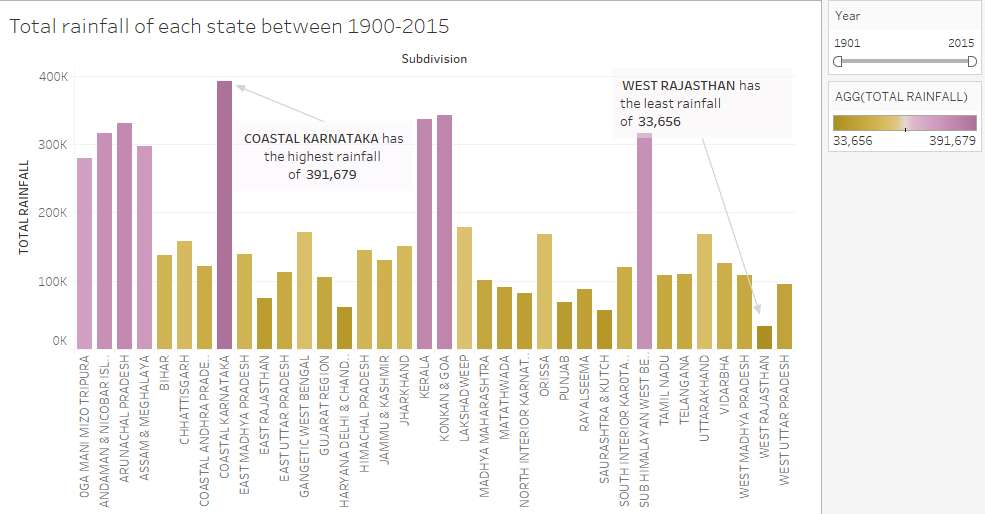 Total rainfall of each state between 1900-2015
Subdivision
400K
300K
200K
100K
0K
TOTAL RAINFALL
COASTAL KARNATAKA has
the highest rainfall
of 391,679
WEST RAJASTHAN has
the least rainfall
of 33,656
0GA MANI MIZO TRIPURA
ANDAMAN & NICOBAR ISL..
ARUNACHAL PRADESH
ASSAM & MEGHALAYA
BIHAR
CHHATTISGARH
COASTAL ANDHRA PRADE..
COASTAL KARNATAKA
EAST MADHYA PRADESH
EAST RAJASTHAN
EAST UTTAR PRADESH
GANGETIC WEST BENGAL
GUJARAT REGION
HARYANA DELHI & CHAND..
HIMACHAL PRADESH
JAMMU & KASHMIR
JHARKHAND
KERALA
KONKAN & GOA
LAKSHADWEEP
MADHYA MAHARASHTRA
MATATHWADA
NORTH INTERIOR KARNAT..
ORISSA
PUNJAB
RAYALSEEMA
SAURASHTRA & KUTCH
SOUTH INTERIOR KAR0TA..
SUB HIMALAYAN WEST BE..
TAMIL NADU
TELANGANA
UTTARAKHAND
VIDARBHA
WEST MADHYA PRADESH
WEST RAJASTHAN
WEST UTTAR PRADESH
Year
1901 2015
AGG(TOTAL RAINFALL)
33,656 391,679